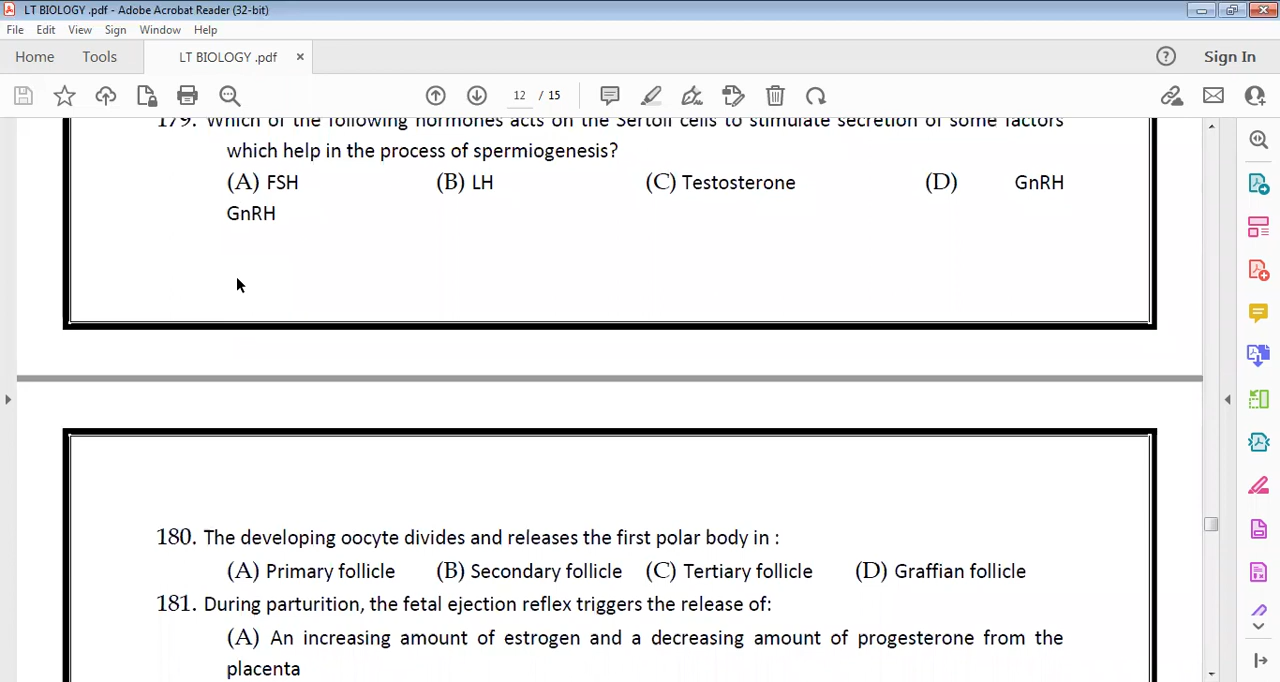 LT BIOLOGY .pdf - Adobe Acrobat Reader (32-bit)
File Edit View Sign Window Help
Home Tools LT BIOLOGY .pdf × Sign In
12 / 15
179. Which of the following hormones acts on the Sertoli cells to stimulate secretion of some factors
which help in the process of spermiogenesis?
(A) FSH (B) LH (C) Testosterone (D) GnRH
GnRH
180. The developing oocyte divides and releases the first polar body in :
(A) Primary follicle (B) Secondary follicle (C) Tertiary follicle (D) Graffian follicle
181. During parturition, the fetal ejection reflex triggers the release of:
(A) An increasing amount of estrogen and a decreasing amount of progesterone from the
placenta